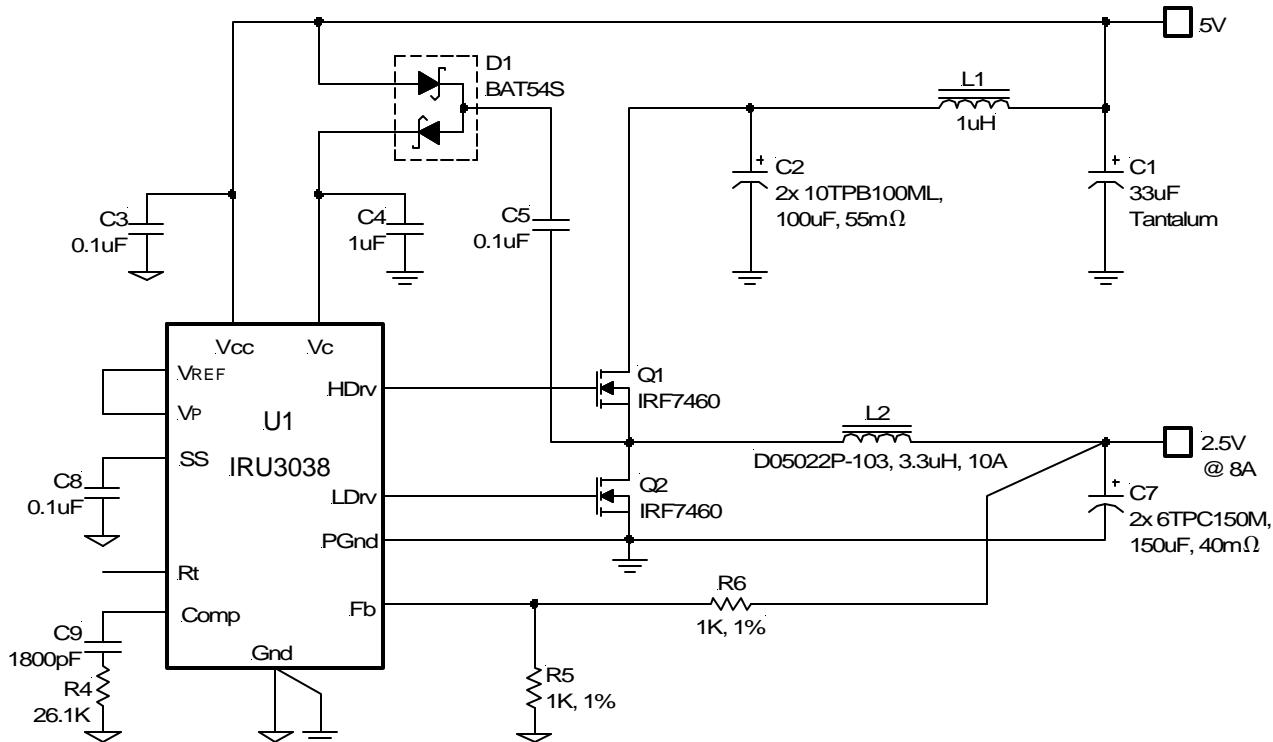 5V
D1
BAT54S
L1
1uH
C2
2x 10TPB100ML,
100uF, 55mΩ
C1
33uF
Tantalum
C3
0.1uF
C4
1uF
C5
0.1uF
Vcc
Vc
VREF
VP
HDrv
U1
IRU3038
SS
LDrv
PGnd
Rt
Comp
Fb
Gnd
Q1
IRF7460
L2
D05022P-103, 3.3uH, 10A
2.5V
@ 8A
Q2
IRF7460
C7
2x 6TPC150M,
150uF, 40mΩ
C8
0.1uF
R6
1K, 1%
C9
1800pF
R4
26.1K
R5
1K, 1%